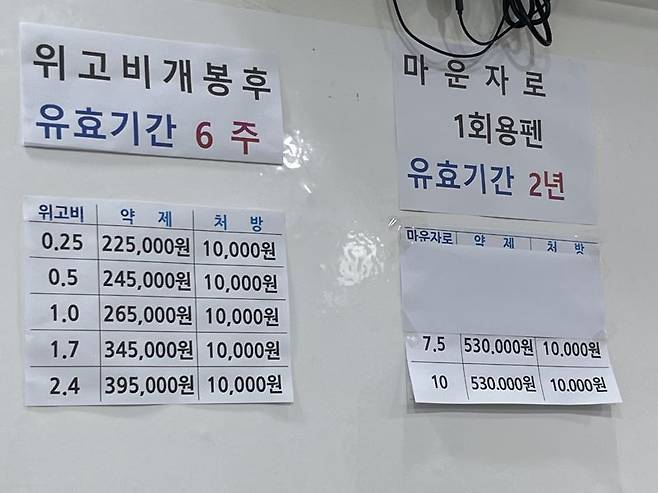 위고비개봉후
유효기간 6 주
위고비 약 제 처 방
0.25 225,000원 10,000원
0.5 245,000원 10,000원
1.0 265,000원 10,000원
1.7 345,000원 10,000원
2.4 395,000원 10,000원
마 운 자 로
1회용펜
유효기간 2년
마운자로 약 제 처 방
7.5 530,000원 10,000원
10 530.000원 10.000원